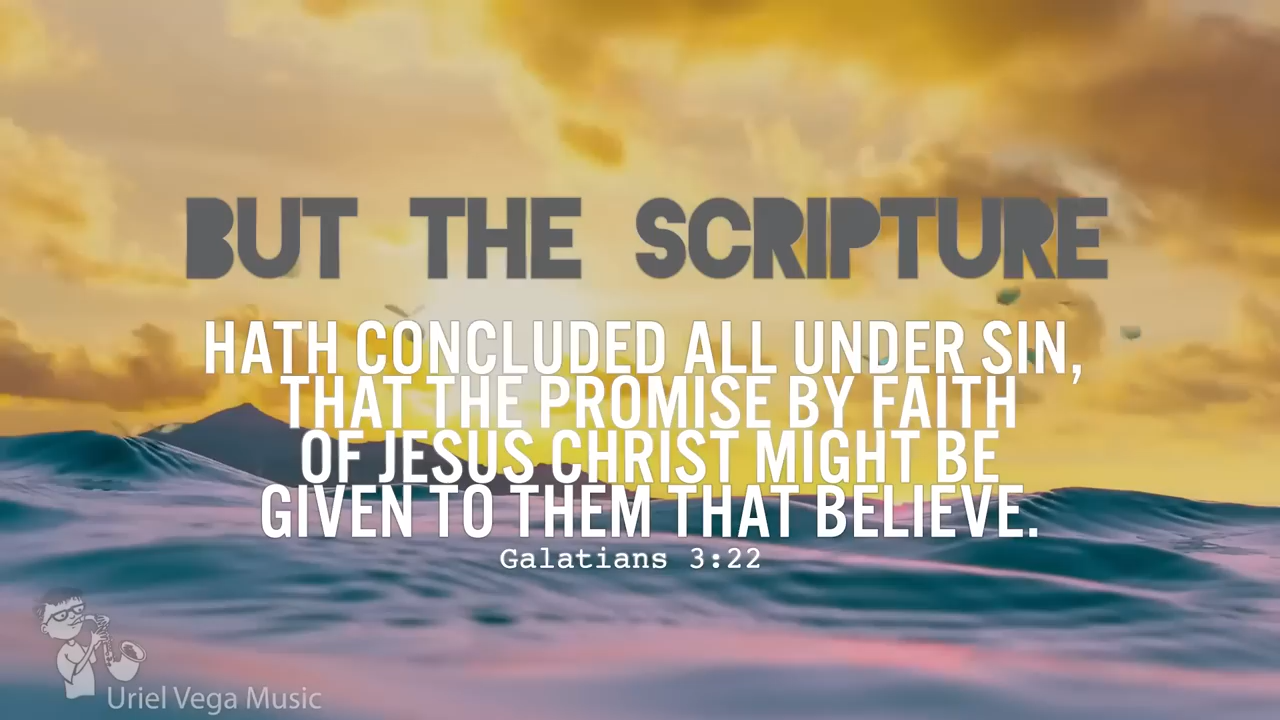 BUT THE SCRIPTURE
HATH CONCLUDED ALL UNDER SIN,
THAT THE PROMISE BY FAITH
OF JESUS CHRIST MIGHT BE
GIVEN TO THEM THAT BELIEVE.
Galatians 3:22
Uriel Vega Music